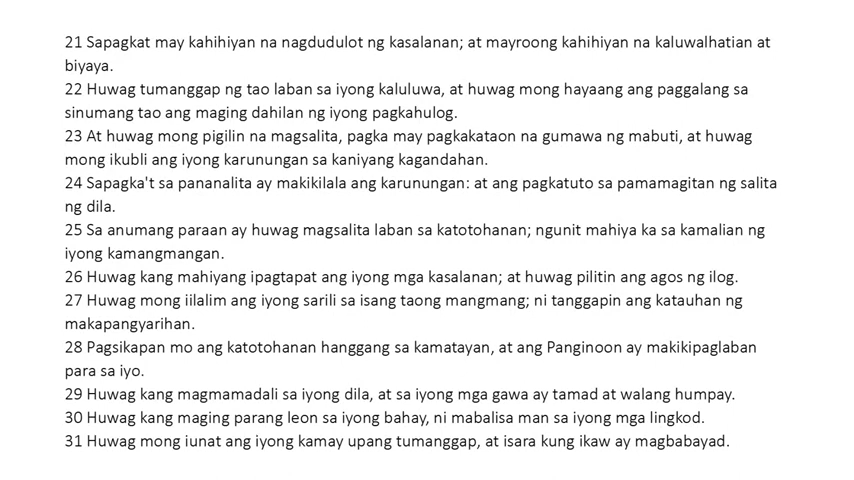 21 Sapagkat may kahihiyan na nagdudulot ng kasalanan; at mayroong kahihiyan na kaluwalhatian at
biyaya.
22 Huwag tumanggap ng tao laban sa iyong kaluluwa, at huwag mong hayaang ang paggalang sa
sinumang tao ang maging dahilan ng iyong pagkahulog.
23 At huwag mong pigilin na magsalita, pagka may pagkakataon na gumawa ng mabuti, at huwag
mong ikubli ang iyong karunungan sa kaniyang kagandahan.
24 Sapagka't sa pananalita ay makikilala ang karunungan: at ang pagkatuto sa pamamagitan ng salita
ng dila.
25 Sa anumang paraan ay huwag magsalita laban sa katotohanan; ngunit mahiya ka sa kamalian ng
iyong kamangmangan.
26 Huwag kang mahiyang ipagtapat ang iyong mga kasalanan; at huwag pilitin ang agos ng ilog.
27 Huwag mong iilalim ang iyong sarili sa isang taong mangmang; ni tanggapin ang katauhan ng
makapangyarihan.
28 Pagsikapan mo ang katotohanan hanggang sa kamatayan, at ang Panginoon ay makikipaglaban
para sa iyo.
29 Huwag kang magmamadali sa iyong dila, at sa iyong mga gawa ay tamad at walang humpay.
30 Huwag kang maging parang leon sa iyong bahay, ni mabalisa man sa iyong mga lingkod.
31 Huwag mong iunat ang iyong kamay upang tumanggap, at isara kung ikaw ay magbabayad.